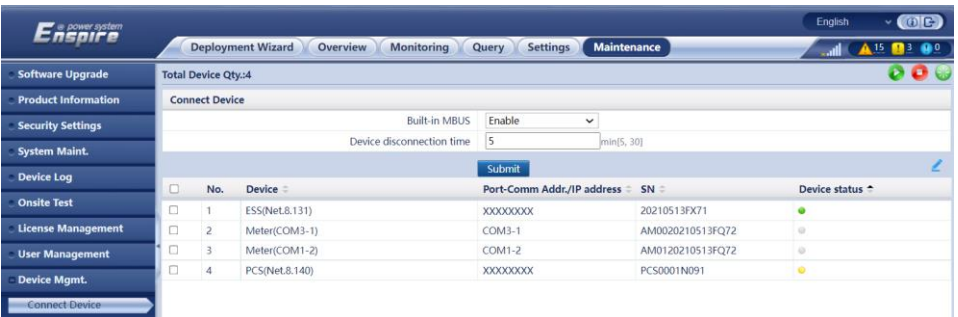 English
e power system
Enspire
Deployment Wizard Overview Monitoring Query Settings Maintenance
15 3 0
Software Upgrade
Product Information
Security Settings
System Maint.
Device Log
Onsite Test
License Management
User Management
Device Mgmt.
Connect Device
Total Device Qty.:4
Connect Device
Built-in MBUS Enable
Device disconnection time 5 min[5, 30]
Submit
No. Device Port-Comm Addr./IP address SN Device status
1 ESS(Net.8.131) XXXXXXXX 20210513FX71
2 Meter(COM3-1) COM3-1 AM0020210513FQ72
3 Meter(COM1-2) COM1-2 AM0120210513FQ72
4 PCS(Net.8.140) XXXXXXXX PCS0001N091